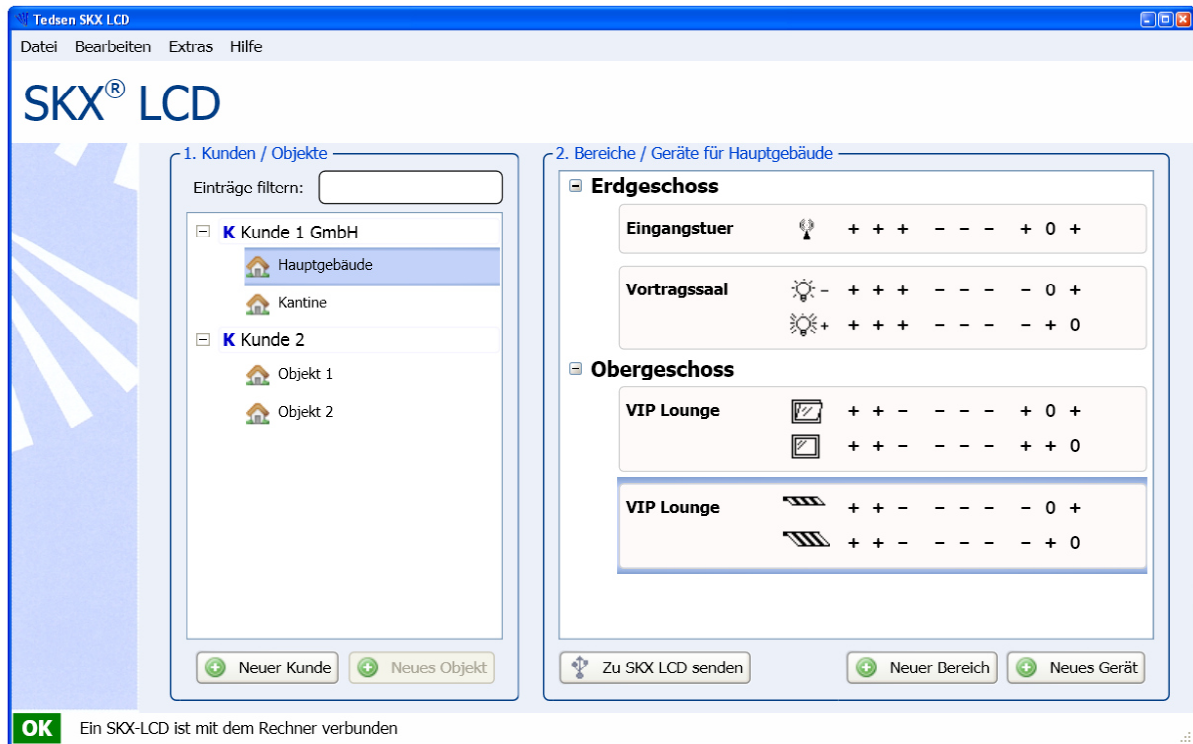 Tedsen SKX LCD
Datei Bearbeiten Extras Hilfe
SKX® LCD
1. Kunden / Objekte
Einträge filtern:
K Kunde 1 GmbH
Hauptgebäude
Kantine
K Kunde 2
Objekt 1
Objekt 2
Neuer Kunde
Neues Objekt
2. Bereiche / Geräte für Hauptgebäude
Erdgeschoss
Eingangstuer + + + - - - + 0 +
Vortragssaal - + + + - - - - 0 +
+ + + + - - - - + 0
Obergeschoss
VIP Lounge + + - - - - + 0 +
+ + - - - - + + 0
VIP Lounge + + - - - - - 0 +
+ + - - - - - + 0
Zu SKX LCD senden
Neuer Bereich
Neues Gerät
OK Ein SKX-LCD ist mit dem Rechner verbunden